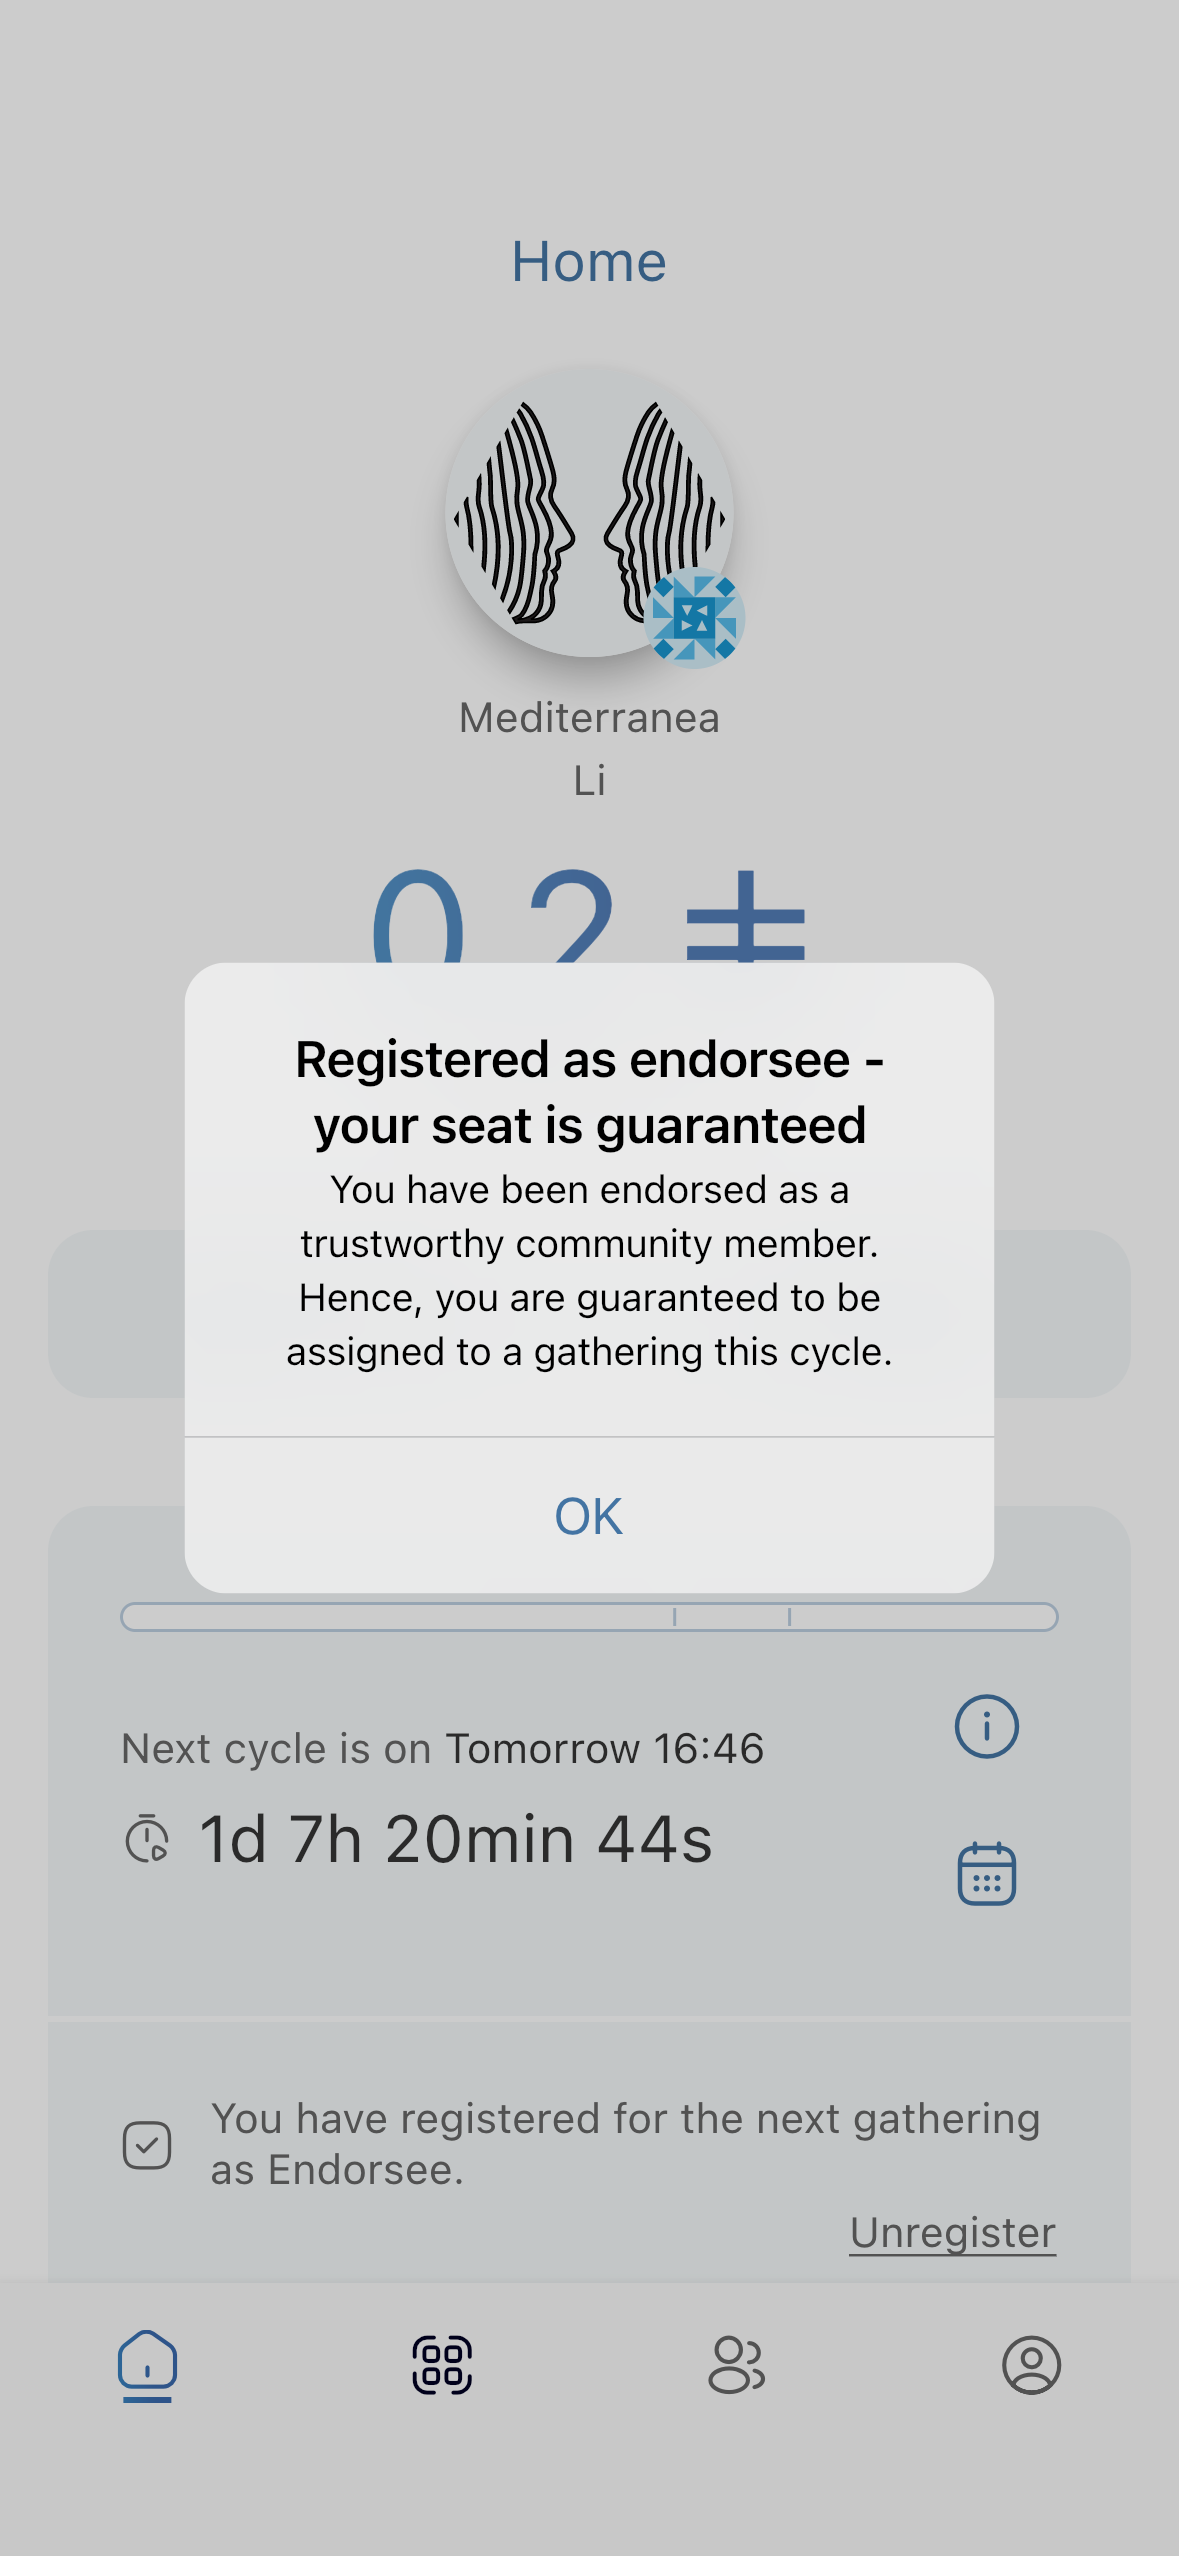 Home
Mediterranea
Li
0.2 ␩
Registered as endorsee -
your seat is guaranteed
You have been endorsed as a
trustworthy community member.
Hence, you are guaranteed to be
assigned to a gathering this cycle.
OK
Next cycle is on Tomorrow 16:46
1d 7h 20min 44s
You have registered for the next gathering
as Endorsee.
Unregister